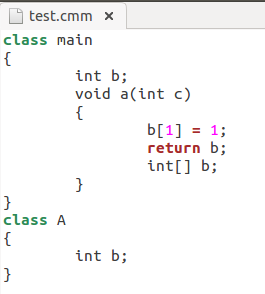 test.cmm ×
class main
{
        int b;
        void a(int c)
        {
                b[1] = 1;
                return b;
                int[] b;
        }
}
class A
{
        int b;
}